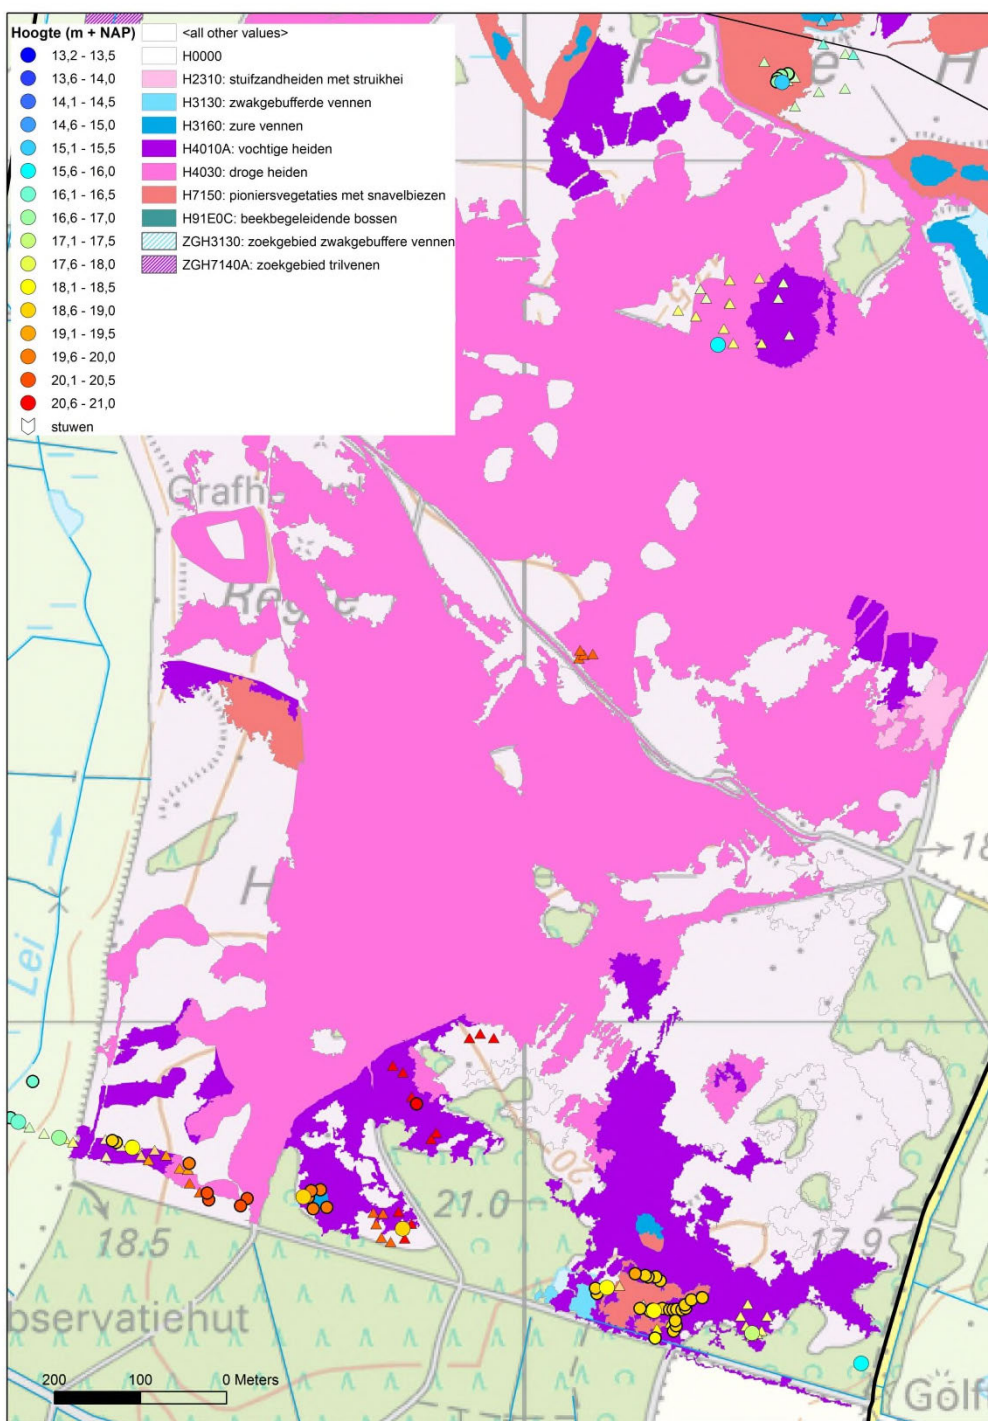 Hoogte (m + NAP)
13,2 - 13,5
13,6 - 14,0
14,1 - 14,5
14,6 - 15,0
15,1 - 15,5
15,6 - 16,0
16,1 - 16,5
16,6 - 17,0
17,1 - 17,5
17,6 - 18,0
18,1 - 18,5
18,6 - 19,0
19,1 - 19,5
19,6 - 20,0
20,1 - 20,5
20,6 - 21,0
stuwen
<all other values>
H0000
H2310: stuifzandheiden met struikhei
H3130: zwakgebufferde vennen
H3160: zure vennen
H4010A: vochtige heiden
H4030: droge heiden
H7150: pioniersvegetaties met snavelbiezen
H91E0C: beekbegeleidende bossen
ZGH3130: zoekgebied zwakgebuffere vennen
ZGH7140A: zoekgebied trilvenen
H
H
18
Lei
20
21.0
18.5
17.9
bservatiehut
Golf
200 100 0 Meters